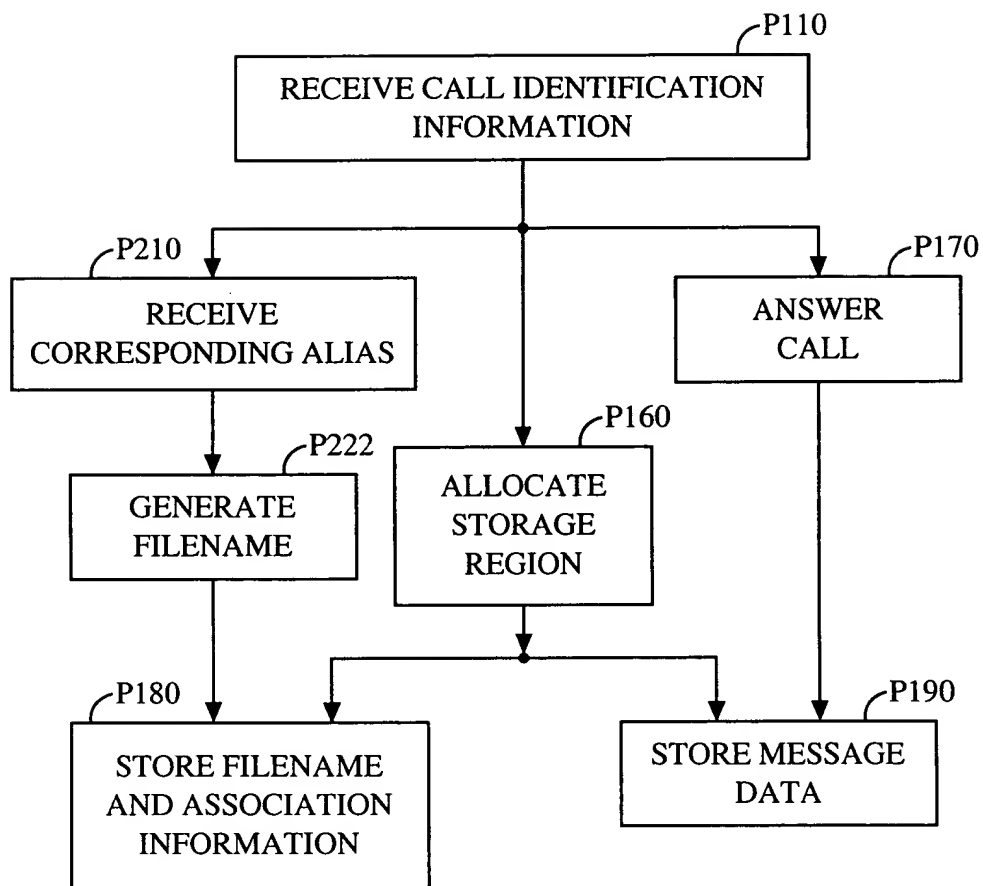 P110
RECEIVE CALL IDENTIFICATION
INFORMATION
P210
RECEIVE
CORRESPONDING ALIAS
P170
ANSWER
CALL
P222
GENERATE
FILENAME
P160
ALLOCATE
STORAGE
REGION
P180
STORE FILENAME
AND ASSOCIATION
INFORMATION
P190
STORE MESSAGE
DATA